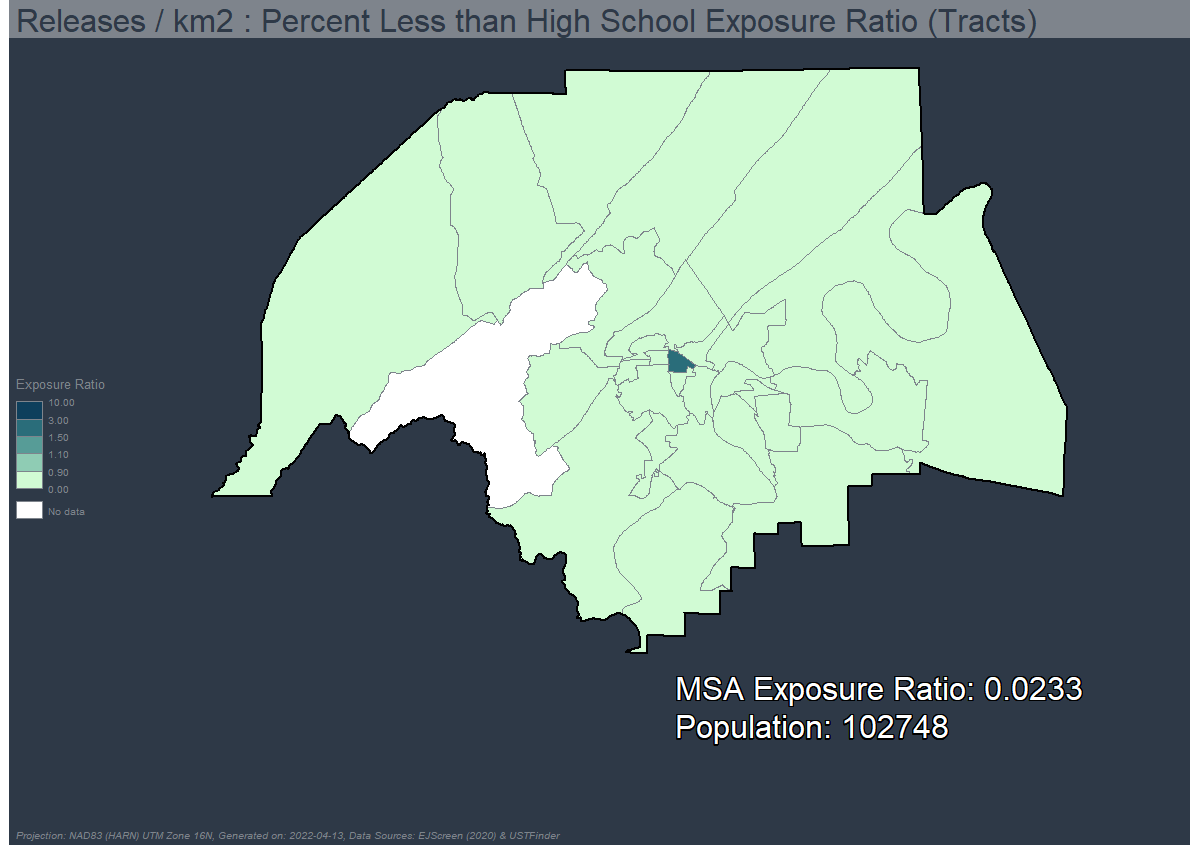 Releases / km2 : Percent Less than High School Exposure Ratio (Tracts)
Exposure Ratio
10.00
3.00
1.50
1.10
0.90
0.00
No data
MSA Exposure Ratio: 0.0233
Population: 102748
Projection: NAD83 (HARN) UTM Zone 16N, Generated on: 2022-04-13, Data Sources: EJScreen (2020) & USTFinder